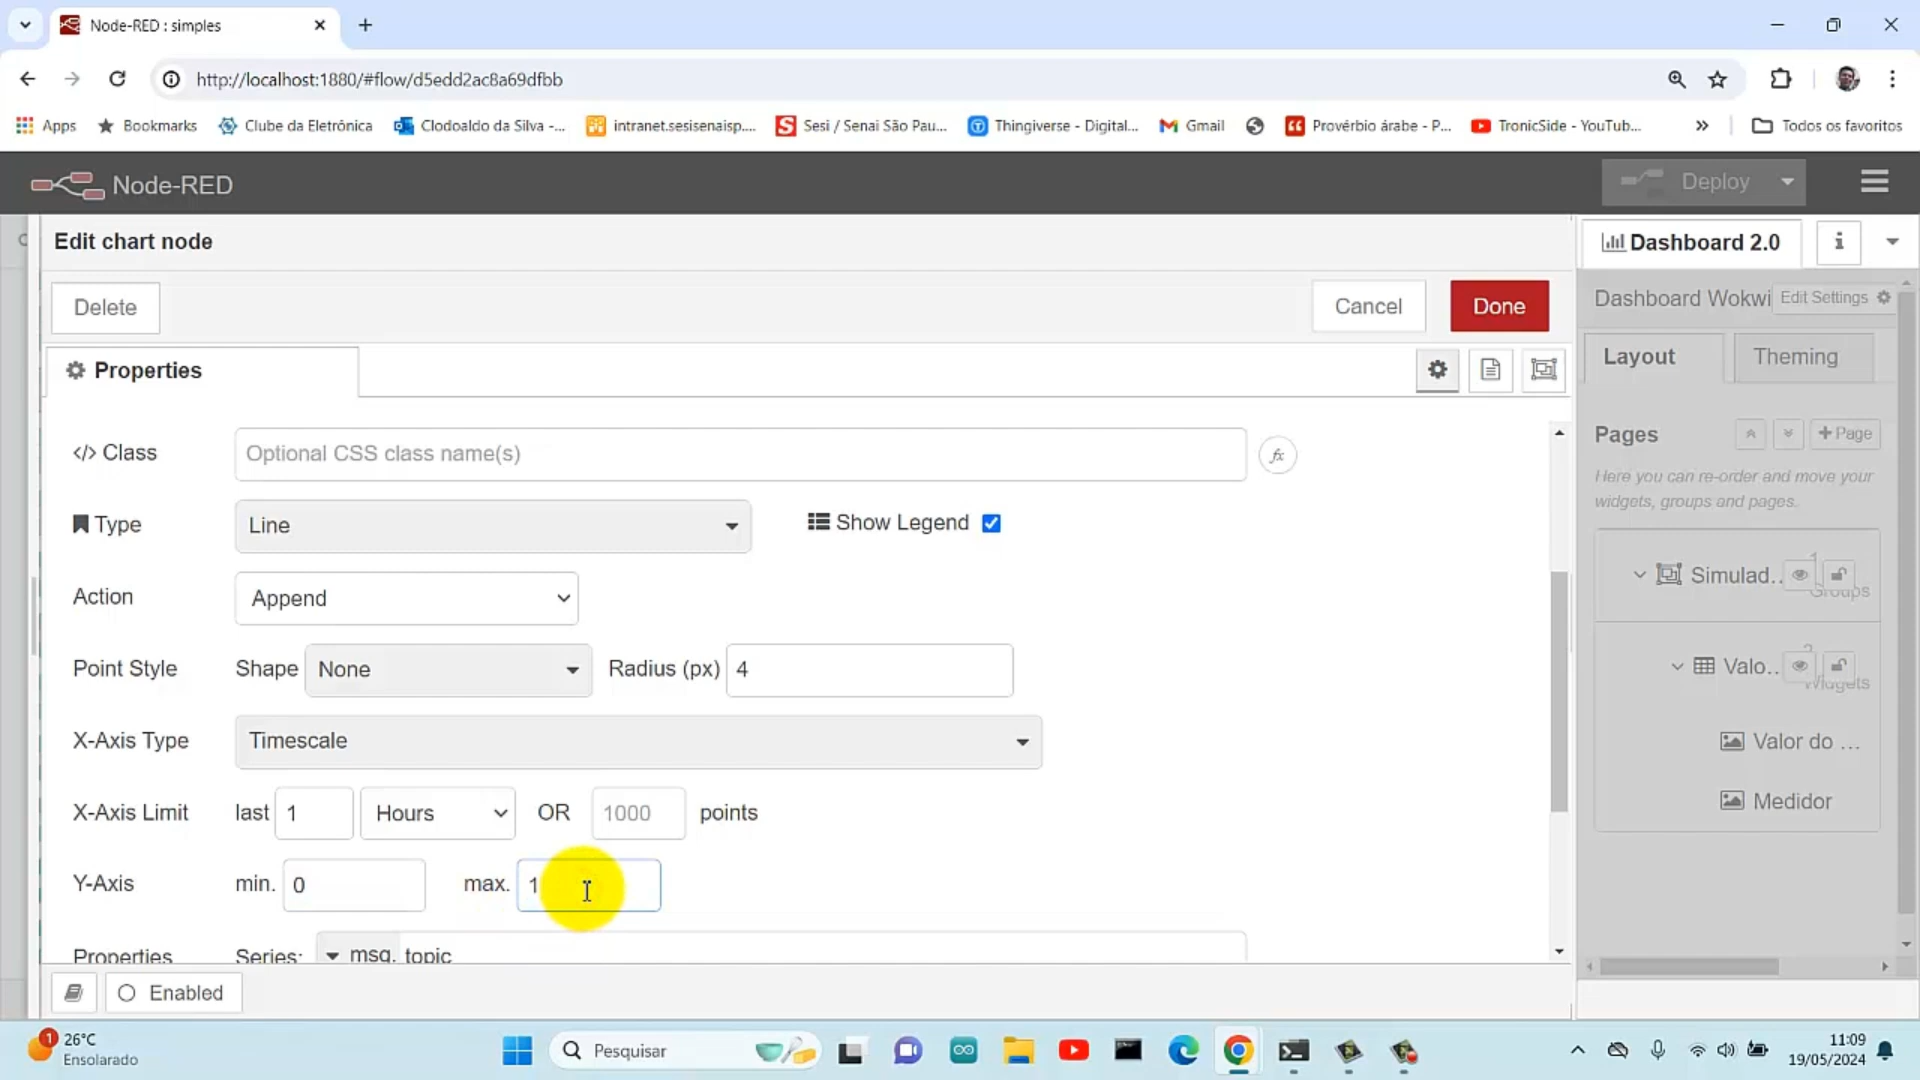 Node-RED : simples
http://localhost:1880/#flow/d5edd2ac8a69dfbb
Apps Bookmarks Clube da Eletrônica Clodoaldo da Silva -... intranet.sesisenaisp.... Sesi / Senai São Pau... Thingiverse - Digital... Gmail Provérbio árabe - P... TronicSide - YouTub... » Todos os favoritos
Node-RED Deploy
Edit chart node
Dashboard 2.0 i
Delete Cancel Done
Dashboard Wokwi Edit Settings
Properties
Layout Theming
Pages +Page
Here you can re-order and move your
widgets, groups and pages.
</> Class Optional CSS class name(s) fx
Type Line Show Legend
Action Append
Point Style Shape None Radius (px) 4
X-Axis Type Timescale
X-Axis Limit last 1 Hours OR 1000 points
Y-Axis min. 0 max. 1
Properties Series: msg. topic
Simulad... 1
Groups
Valo... 2
Widgets
Valor do ...
Medidor
Enabled
1 26°C
Ensolarado
Pesquisar
11:09
19/05/2024